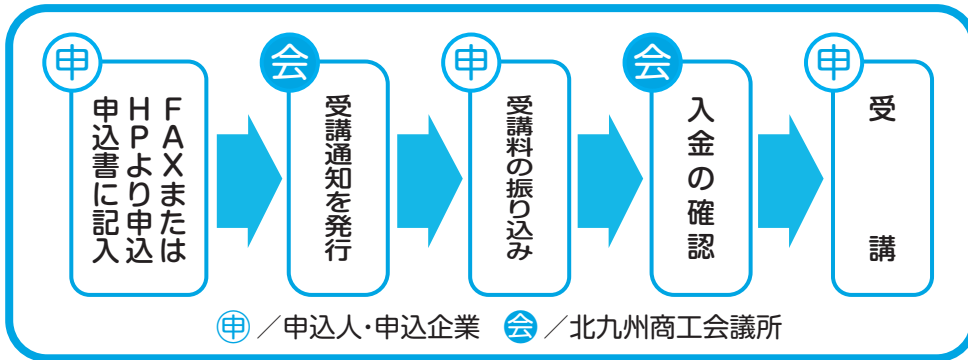 申
FAXまたは
HPより申込
申込書に記入
会
受講通知を発行
申
受講料の振り込み
会
入金の確認
申
受講
申／申込人・申込企業 会／北九州商工会議所